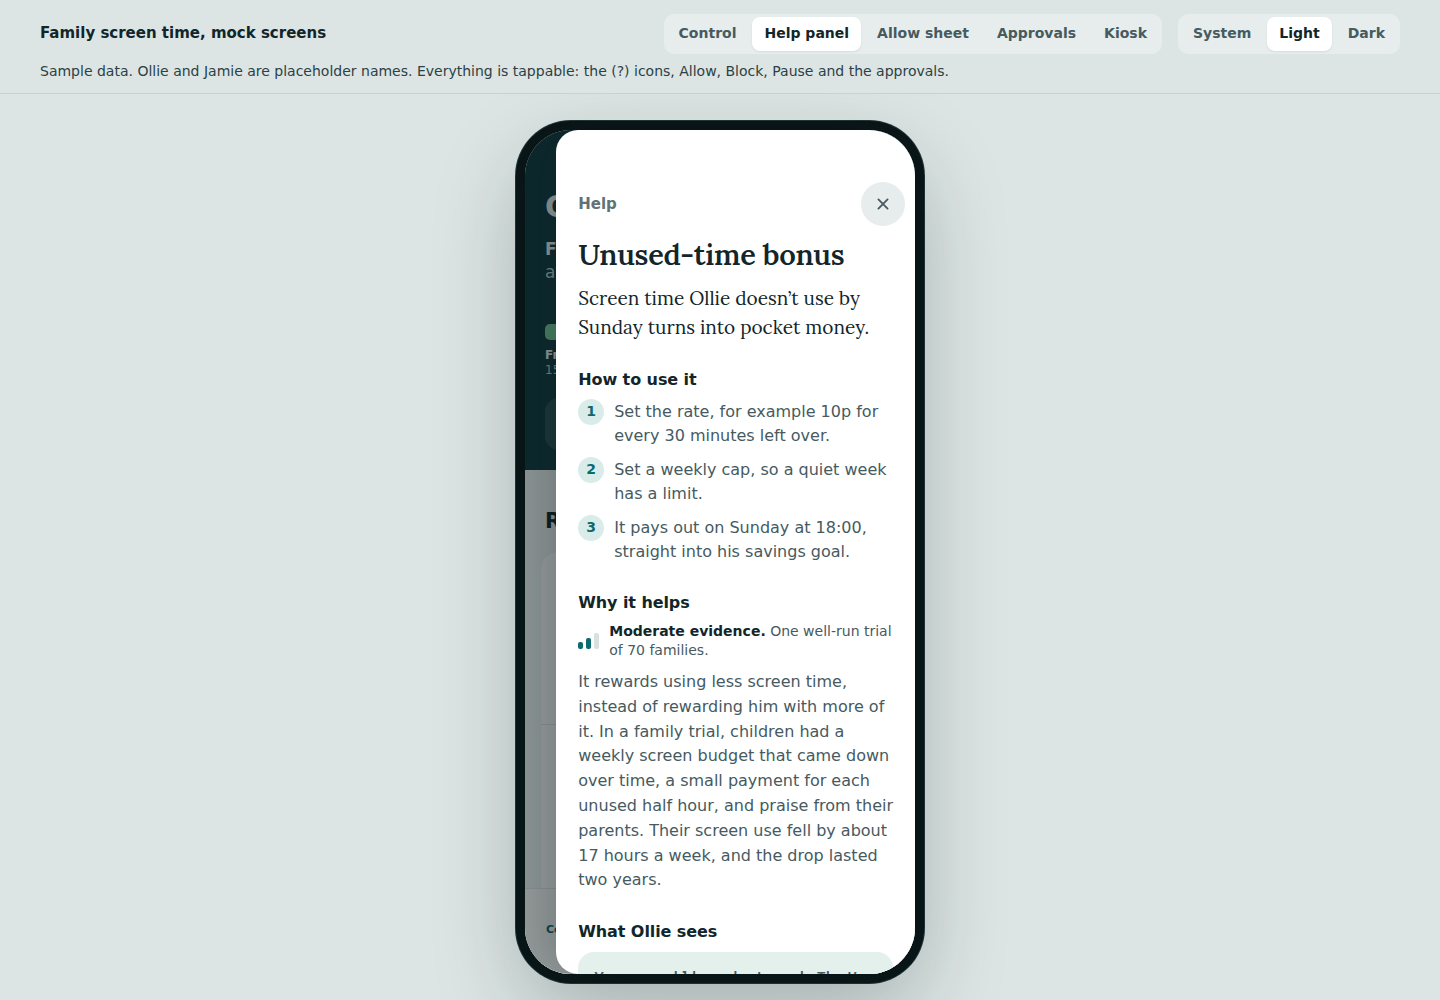 Family screen time, mock screens
Control Help panel Allow sheet Approvals Kiosk
System Light Dark
Sample data. Ollie and Jamie are placeholder names. Everything is tappable: the (?) icons, Allow, Block, Pause and the approvals.
Help
Unused-time bonus
Screen time Ollie doesn’t use by
Sunday turns into pocket money.
How to use it
1 Set the rate, for example 10p for
every 30 minutes left over.
2 Set a weekly cap, so a quiet week
has a limit.
3 It pays out on Sunday at 18:00,
straight into his savings goal.
Why it helps
Moderate evidence. One well-run trial
of 70 families.
It rewards using less screen time,
instead of rewarding him with more of
it. In a family trial, children had a
weekly screen budget that came down
over time, a small payment for each
unused half hour, and praise from their
parents. Their screen use fell by about
17 hours a week, and the drop lasted
two years.
What Ollie sees